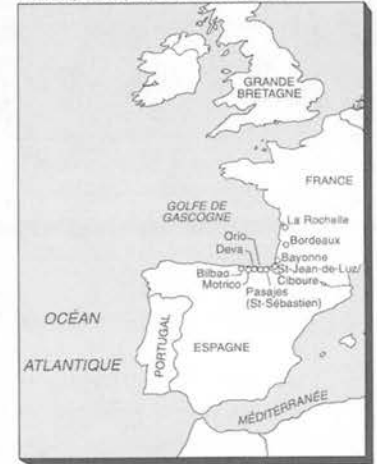 GRANDE
BRETAGNE
FRANCE
GOLFE DE
GASCOGNE
La Rochelle
Orio
Bordeaux
Deva
Bayonne
St-Jean-de-Luz/
Ciboure
Bilbao
Motrico
Pasajes
(St-Sébastien)
OCÉAN
ATLANTIQUE
PORTUGAL
ESPAGNE
MÉDITERRANÉE